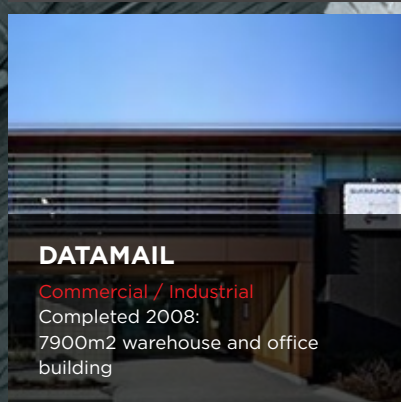 DATAMAIL
Commercial / Industrial
Completed 2008:
7900m2 warehouse and office
building